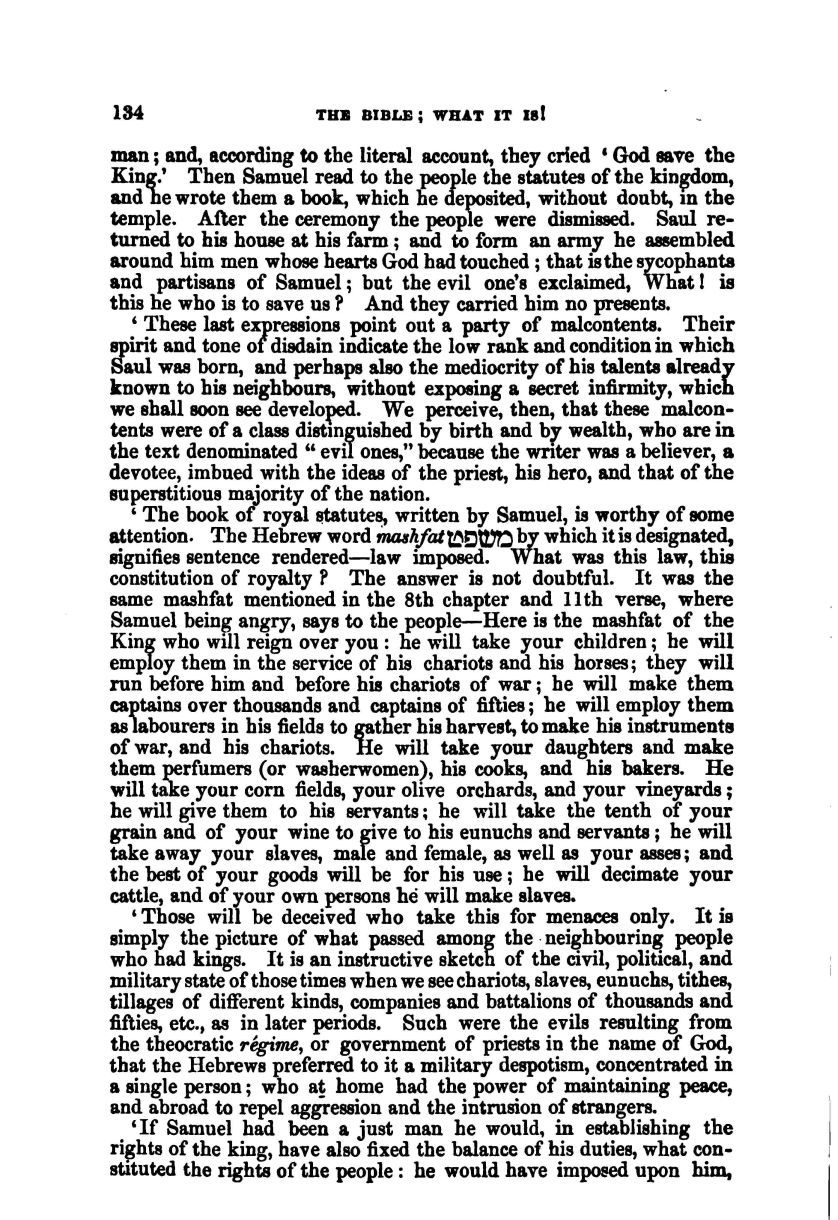 134 THE BIBLE; WHAT IT IS!
man; and, according to the literal account, they cried ‘ God save the
King.’ Then Samuel read to the people the statutes of the kingdom,
and he wrote them a book, which he deposited, without doubt, in the
temple. After the ceremony the people were dismissed. Saul re-
turned to his house at his farm; and to form an army he assembled
around him men whose hearts God had touched; that is the sycophants
and partisans of Samuel; but the evil one's exclaimed, What! is
this he who is to save us? And they carried him no presents.
‘ These last expressions point out a party of malcontents. Their
spirit and tone of disdain indicate the low rank and condition in which
Saul was born, and perhaps also the mediocrity of his talents already
known to his neighbours, without exposing a secret infirmity, which
we shall soon see developed. We perceive, then, that these malcon-
tents were of a class distinguished by birth and by wealth, who are in
the text denominated “ evil ones,” because the writer was a believer, a
devotee, imbued with the ideas of the priest, his hero, and that of the
superstitious majority of the nation.
‘ The book of royal statutes, written by Samuel, is worthy of some
attention. The Hebrew word mashfat משפט by which it is designated,
signifies sentence rendered—law imposed. What was this law, this
constitution of royalty? The answer is not doubtful. It was the
same mashfat mentioned in the 8th chapter and 11th verse, where
Samuel being angry, says to the people—Here is the mashfat of the
King who will reign over you: he will take your children; he will
employ them in the service of his chariots and his horses; they will
run before him and before his chariots of war; he will make them
captains over thousands and captains of fifties; he will employ them
as labourers in his fields to gather his harvest, to make his instruments
of war, and his chariots. He will take your daughters and make
them perfumers (or washerwomen), his cooks, and his bakers. He
will take your corn fields, your olive orchards, and your vineyards;
he will give them to his servants; he will take the tenth of your
grain and of your wine to give to his eunuchs and servants; he will
take away your slaves, male and female, as well as your asses; and
the best of your goods will be for his use; he will decimate your
cattle, and of your own persons he will make slaves.
‘ Those will be deceived who take this for menaces only. It is
simply the picture of what passed among the neighbouring people
who had kings. It is an instructive sketch of the civil, political, and
military state of those times when we see chariots, slaves, eunuchs, tithes,
tillages of different kinds, companies and battalions of thousands and
fifties, etc., as in later periods. Such were the evils resulting from
the theocratic régime, or government of priests in the name of God,
that the Hebrews preferred to it a military despotism, concentrated in
a single person; who at home had the power of maintaining peace,
and abroad to repel aggression and the intrusion of strangers.
‘If Samuel had been a just man he would, in establishing the
rights of the king, have also fixed the balance of his duties, what con-
stituted the rights of the people: he would have imposed upon him,